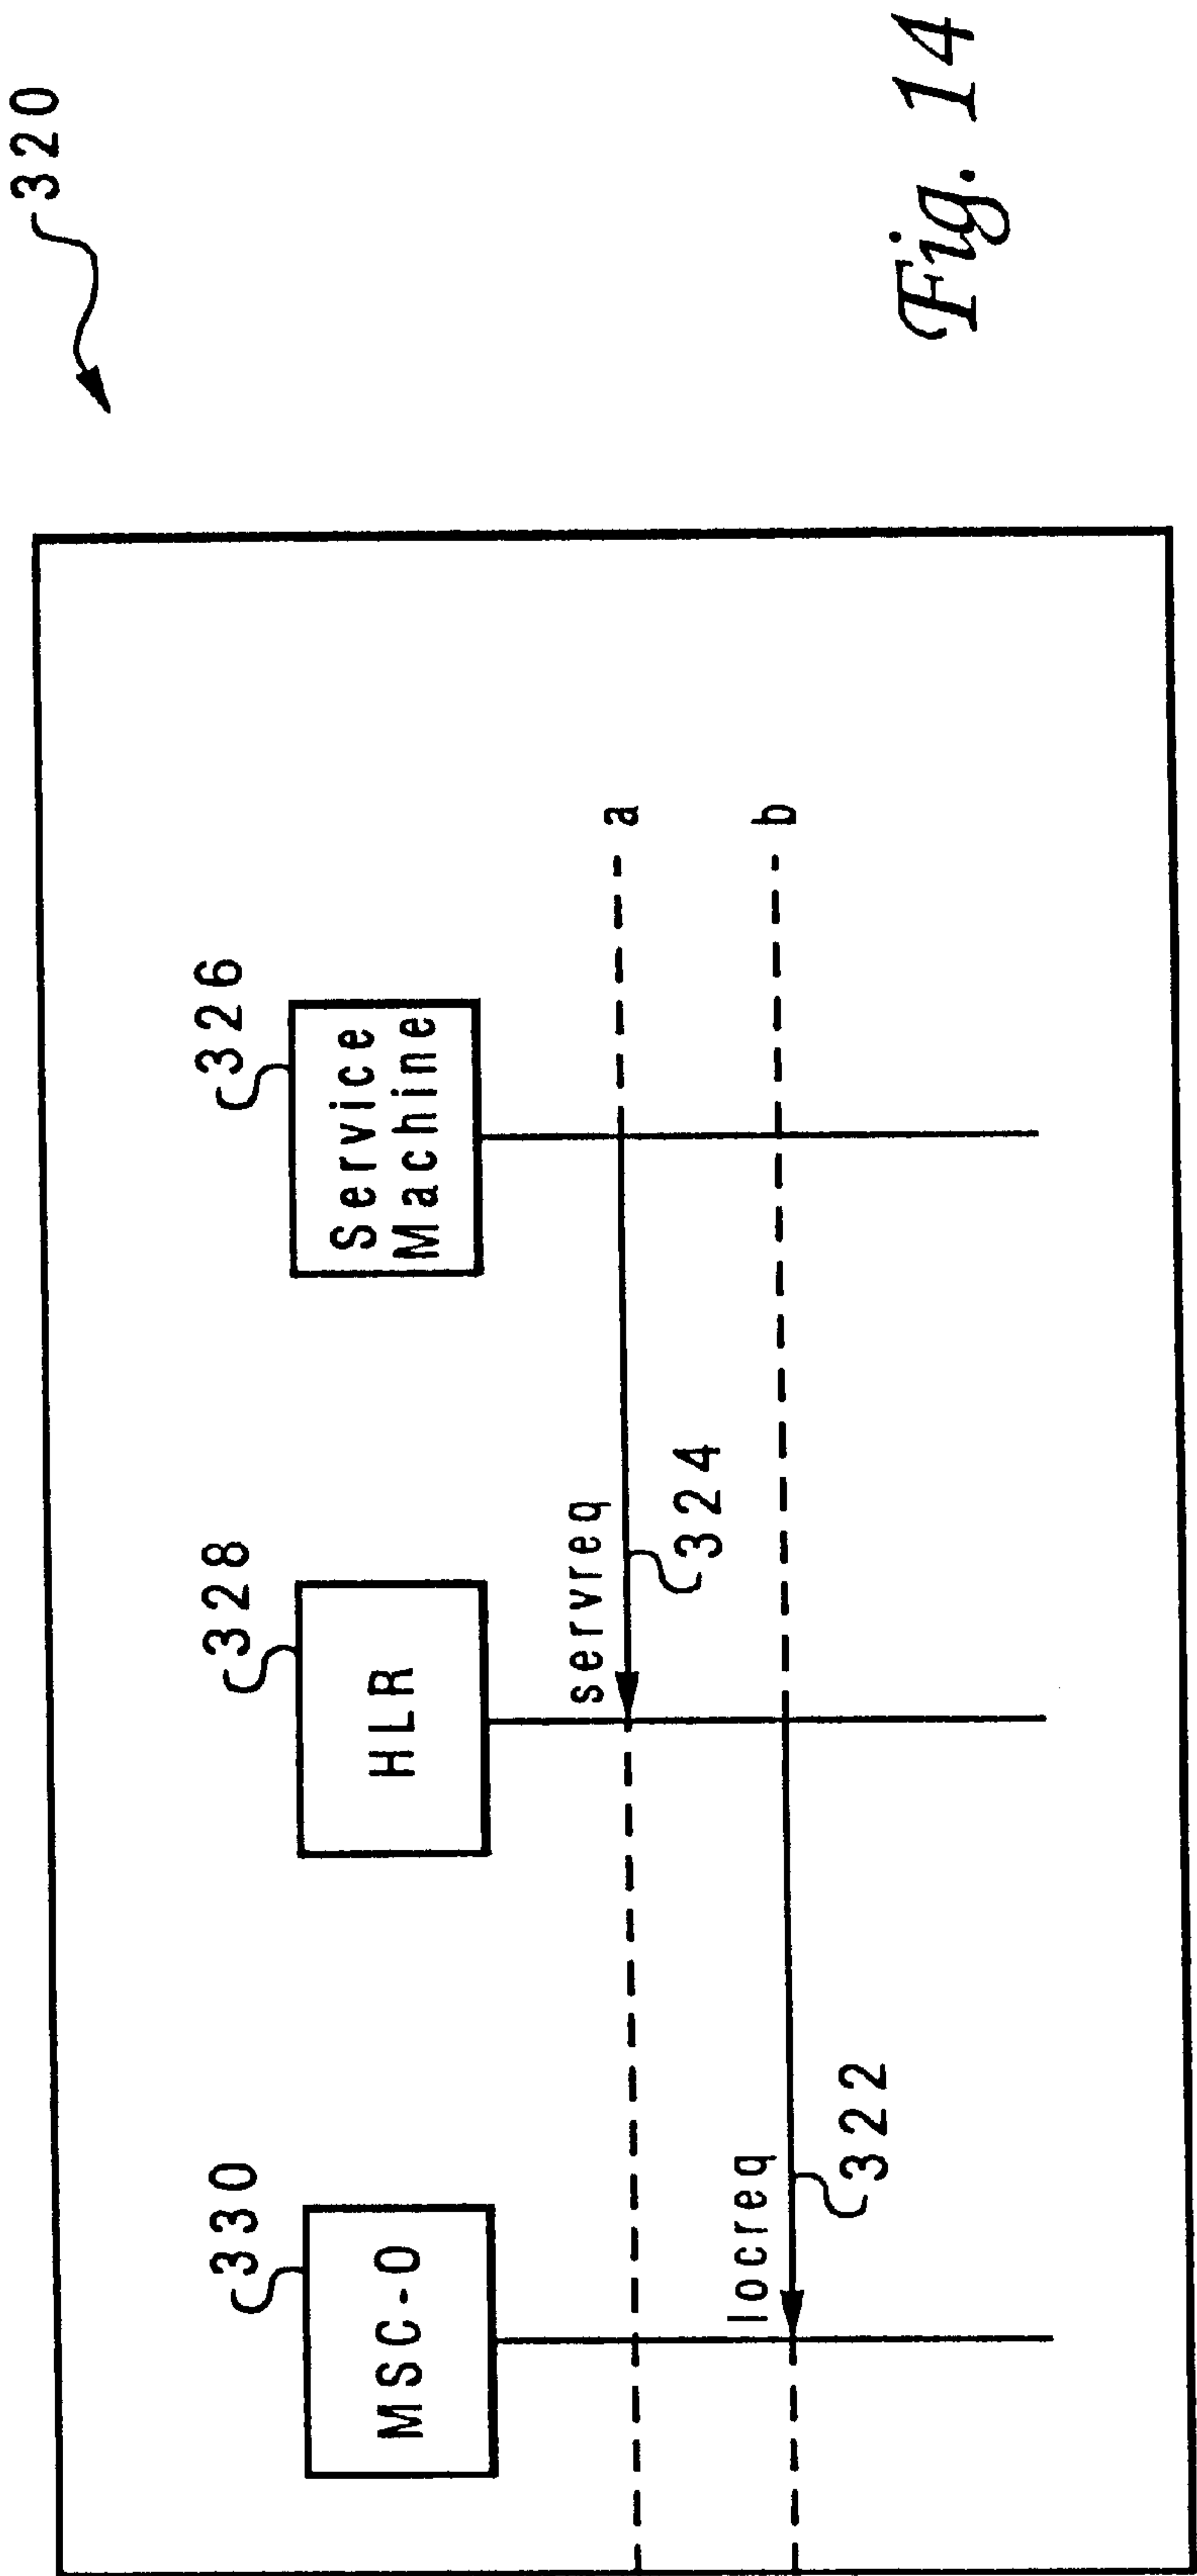 320
330
328
326
MSC-O
HLR
Service
Machine
servreq
a
324
locreq
b
322
Fig. 14